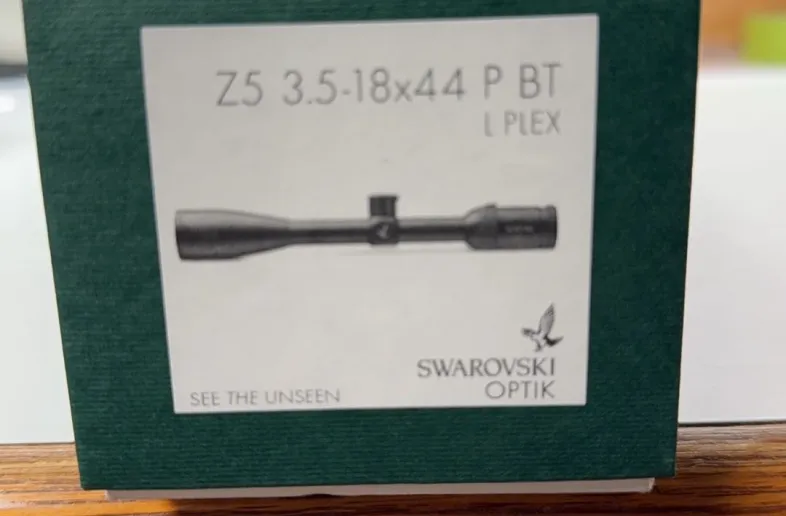 Z5 3.5-18x44 P BT
L PLEX
SWAROVSKI
OPTIK
SEE THE UNSEEN